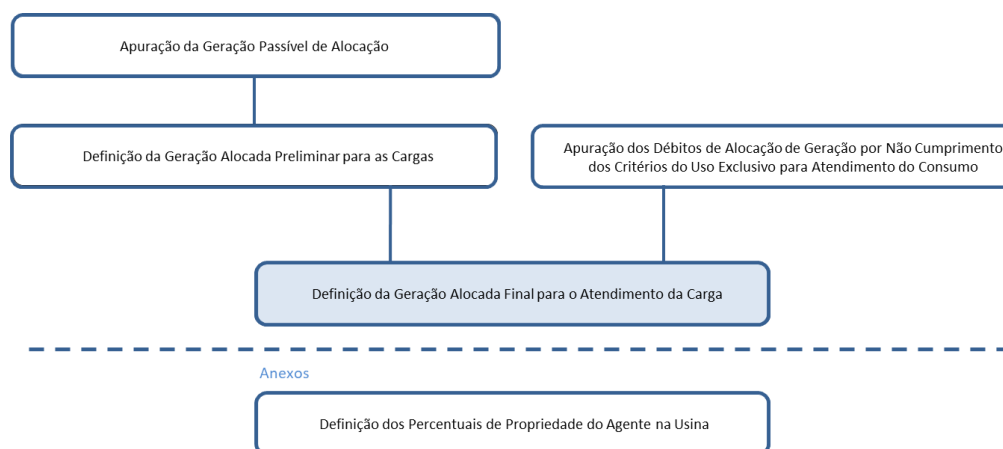 Apuração da Geração Passível de Alocação
Definição da Geração Alocada Preliminar para as Cargas
Apuração dos Débitos de Alocação de Geração por Não Cumprimento
dos Critérios do Uso Exclusivo para Atendimento do Consumo
Definição da Geração Alocada Final para o Atendimento da Carga
Anexos
Definição dos Percentuais de Propriedade do Agente na Usina